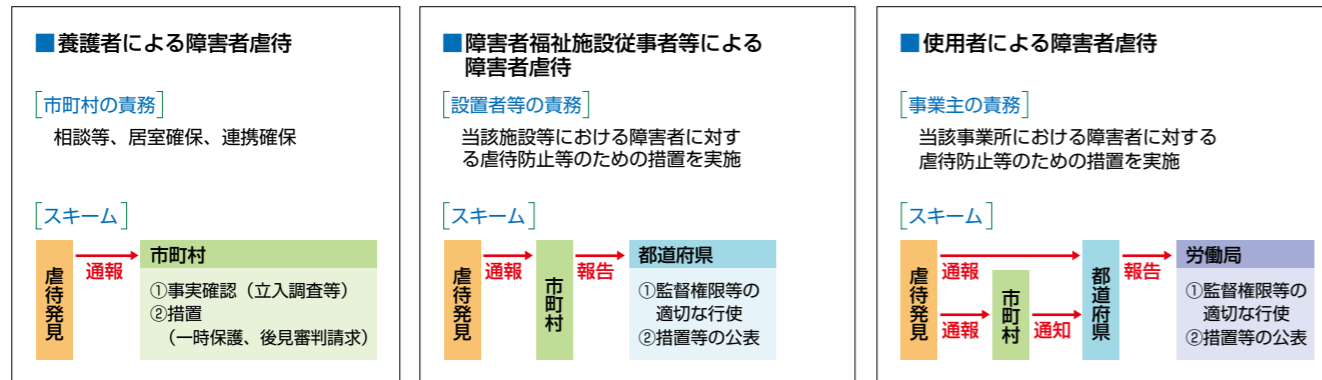 ■養護者による障害者虐待
[市町村の責務]
相談等、居室確保、連携確保
[スキーム]
虐待発見
通報
市町村
①事実確認（立入調査等）
②措置
（一時保護、後見審判請求）
■障害者福祉施設従事者等による
障害者虐待
[設置者等の責務]
当該施設等における障害者に対す
る虐待防止等のための措置を実施
[スキーム]
虐待発見
通報
市町村
報告
都道府県
①監督権限等の
適切な行使
②措置等の公表
■使用者による障害者虐待
[事業主の責務]
当該事業所における障害者に対する
虐待防止等のための措置を実施
[スキーム]
虐待発見
通報
通報
市町村
通知
都道府県
報告
労働局
①監督権限等の
適切な行使
②措置等の公表